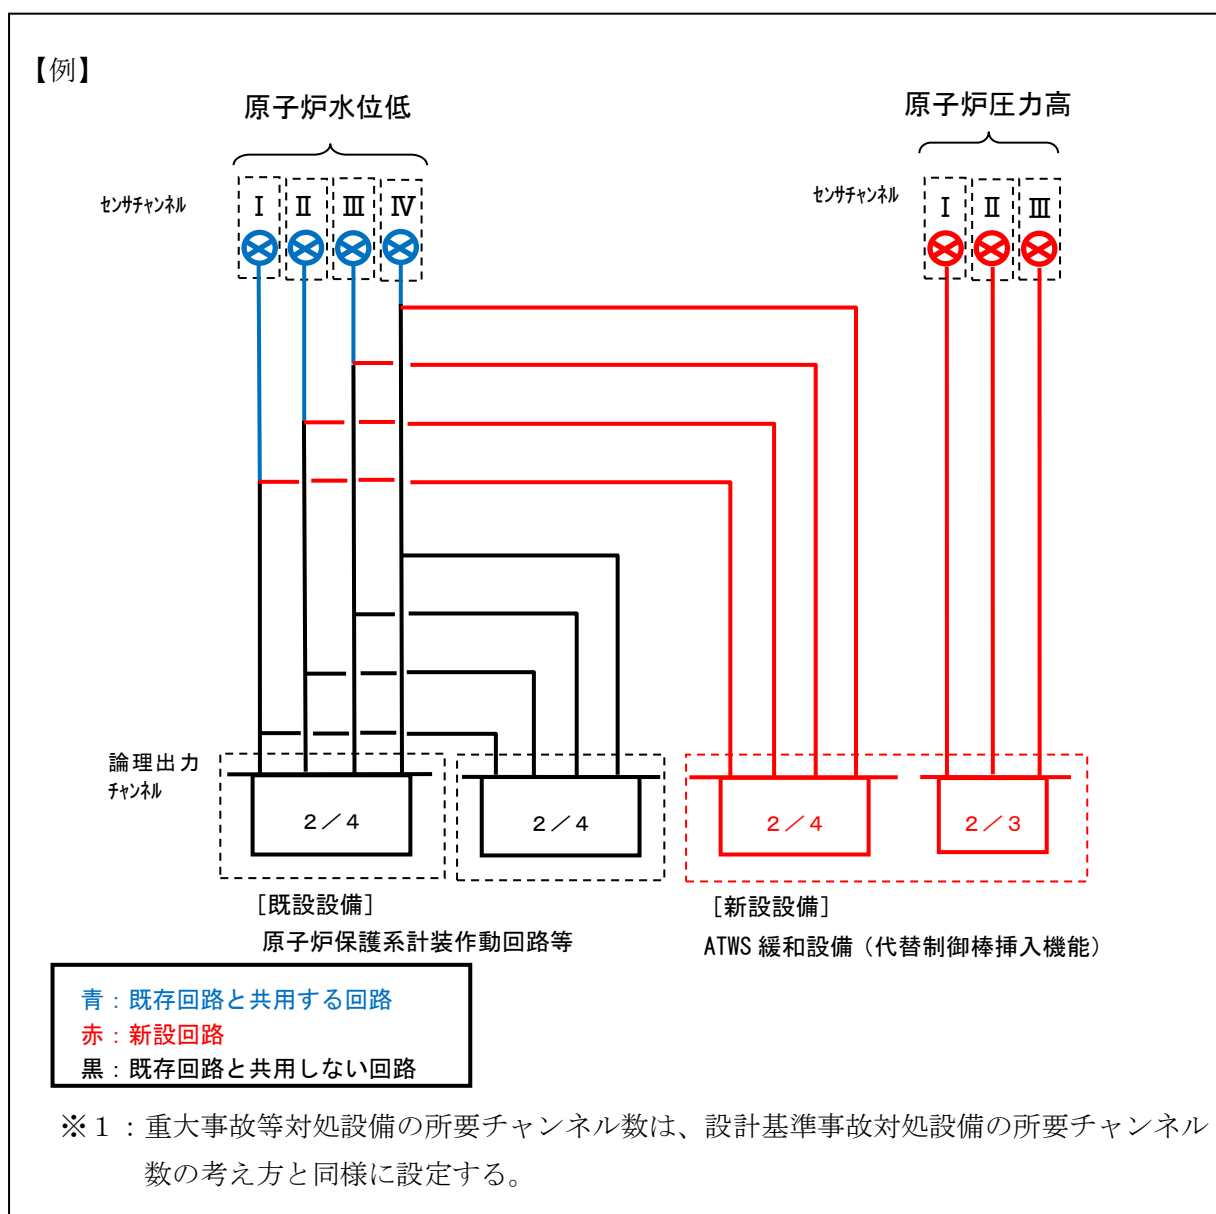 【例】
原子炉水位低
原子炉圧力高
センサチャンネル
Ⅰ Ⅱ Ⅲ Ⅳ
センサチャンネル
Ⅰ Ⅱ Ⅲ
論理出力
チャンネル
2/4
2/4
2/4
2/3
[既設設備]
原子炉保護系計装作動回路等
[新設設備]
ATWS 緩和設備(代替制御棒挿入機能)
青:既存回路と共用する回路
赤:新設回路
黒:既存回路と共用しない回路
※1:重大事故等対処設備の所要チャンネル数は、設計基準事故対処設備の所要チャンネル
数の考え方と同様に設定する。